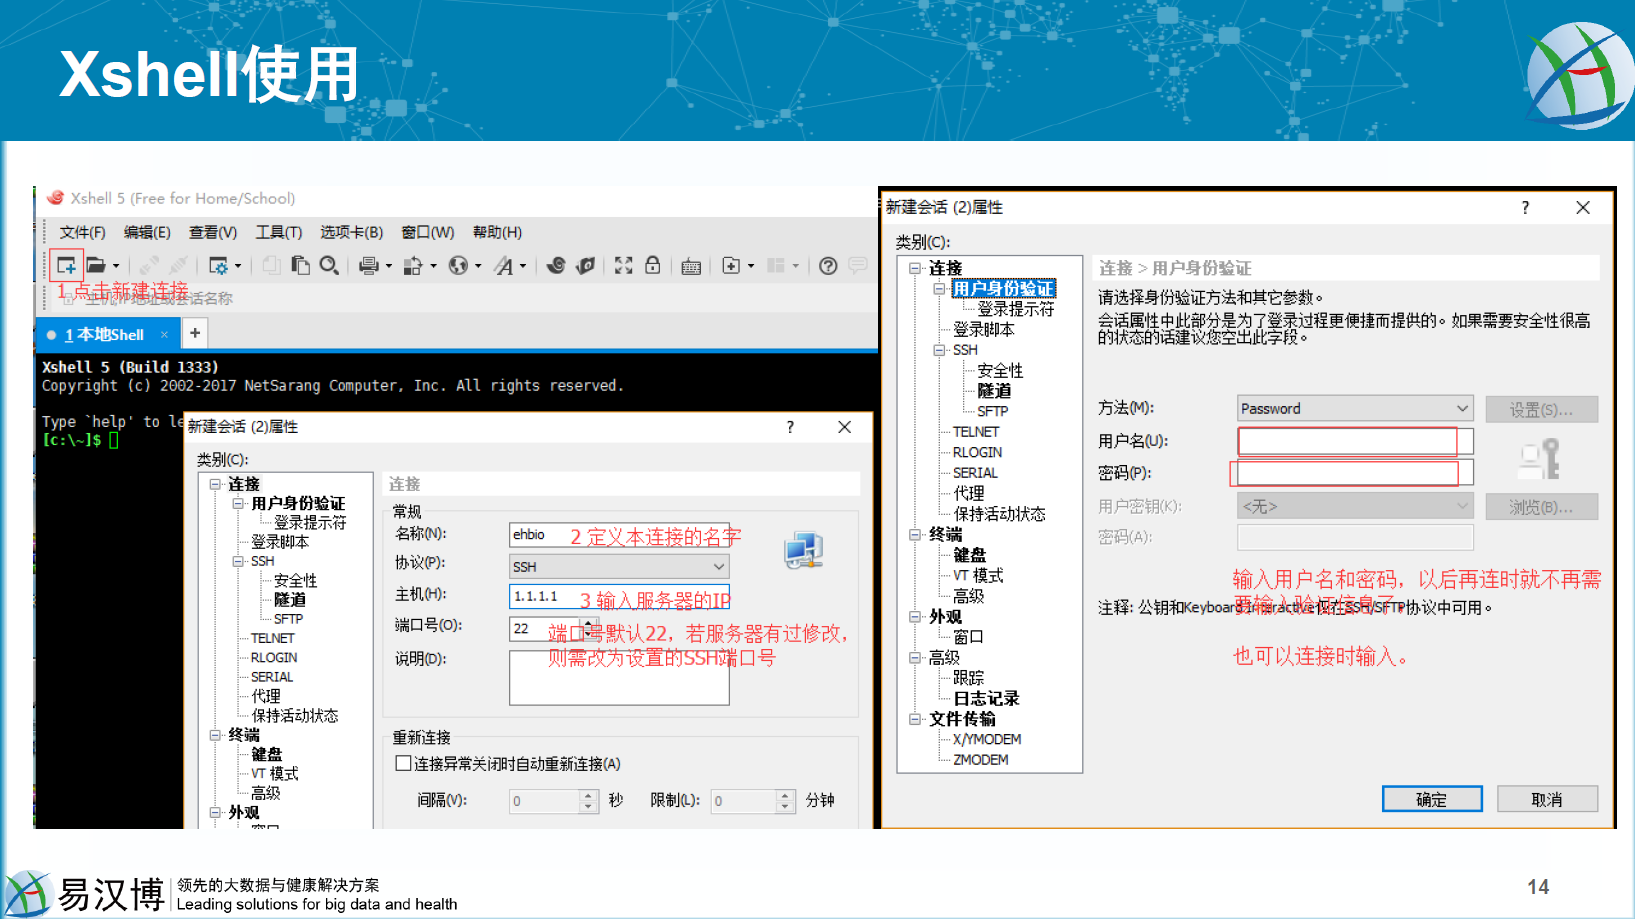 Xshell使用
Xshell 5 (Free for Home/School)
文件(F) 编辑(E) 查看(V) 工具(T) 选项卡(B) 窗口(W) 帮助(H)
1 点击新建连接
主机,IP地址或会话名称
1 本地Shell × +
Xshell 5 (Build 1333)
Copyright (c) 2002-2017 NetSarang Computer, Inc. All rights reserved.
Type `help' to le
[c:\~]$
新建会话 (2)属性 ? ×
类别(C):
连接
用户身份验证
登录提示符
登录脚本
SSH
安全性
隧道
SFTP
TELNET
RLOGIN
SERIAL
代理
保持活动状态
终端
键盘
VT 模式
高级
外观
窗口
连接
常规
名称(N): ehbio 2 定义本连接的名字
协议(P): SSH
主机(H): 1.1.1.1 3 输入服务器的IP
端口号(O): 22 端口号默认22，若服务器有过修改，
则需改为设置的SSH端口号
说明(D):
重新连接
连接异常关闭时自动重新连接(A)
间隔(V): 0 秒 限制(L): 0 分钟
新建会话 (2)属性 ? ×
类别(C):
连接
用户身份验证
登录提示符
登录脚本
SSH
安全性
隧道
SFTP
TELNET
RLOGIN
SERIAL
代理
保持活动状态
终端
键盘
VT 模式
高级
外观
窗口
高级
跟踪
日志记录
文件传输
X/YMODEM
ZMODEM
连接 > 用户身份验证
请选择身份验证方法和其它参数。
会话属性中此部分是为了登录过程更便捷而提供的。如果需要安全性很高
的状态的话建议您空出此字段。
方法(M): Password 设置(S)...
用户名(U):
密码(P):
用户密钥(K): <无> 浏览(B)...
密码(A):
输入用户名和密码，以后再连时就不再需
要输入验证信息了。
注释: 公钥和Keyboard Interactive仅在SSH/SFTP协议中可用。
也可以连接时输入。
确定 取消
易汉博
领先的大数据与健康解决方案
Leading solutions for big data and health
14